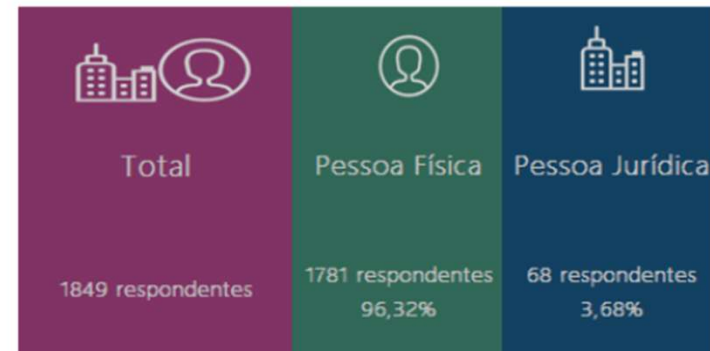 Total
1849 respondentes
Pessoa Física
1781 respondentes
96,32%
Pessoa Jurídica
68 respondentes
3,68%